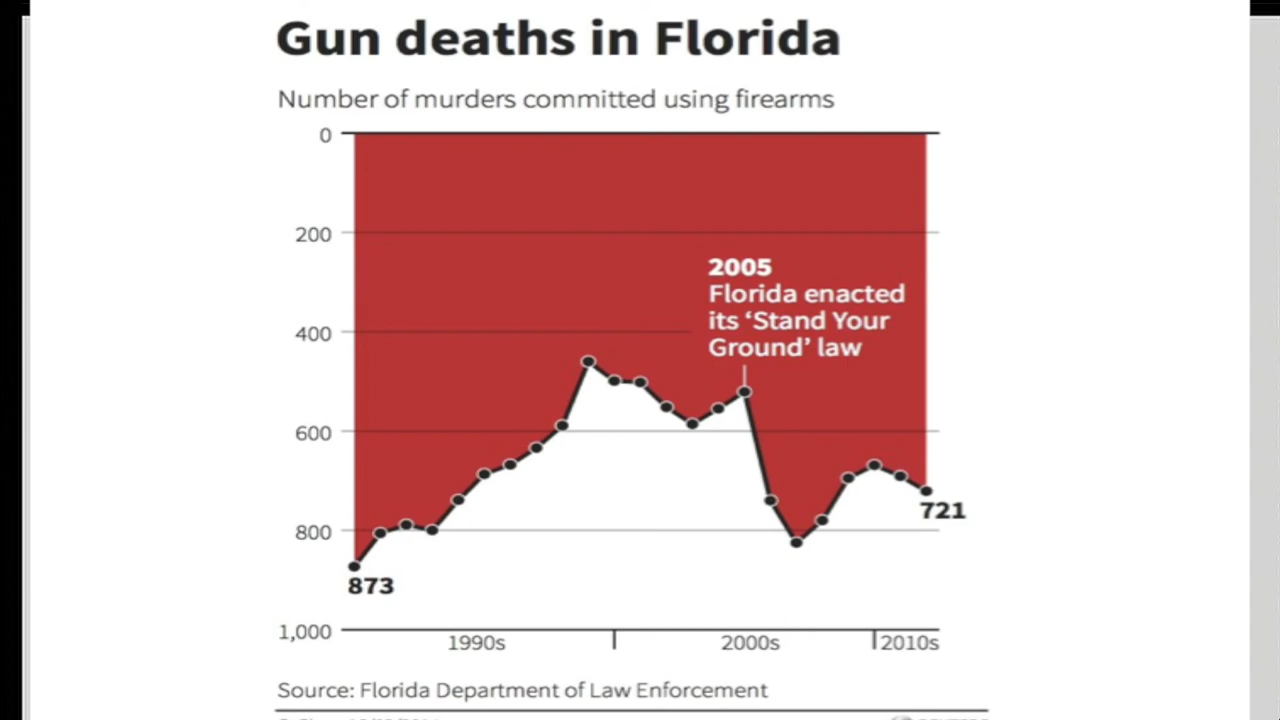 Gun deaths in Florida
Number of murders committed using firearms
0
200
400
600
800
1,000
2005
Florida enacted
its ‘Stand Your
Ground’ law
873
721
1990s
2000s
2010s
Source: Florida Department of Law Enforcement